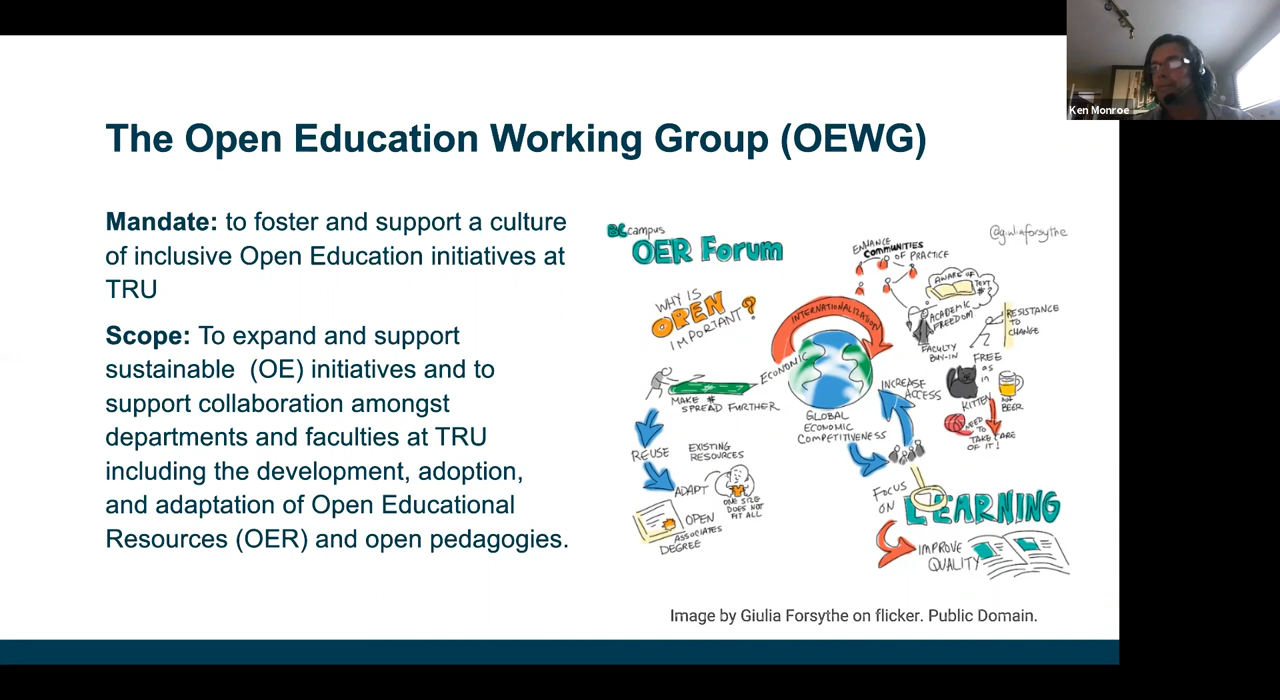 Ken Monroe
The Open Education Working Group (OEWG)
Mandate: to foster and support a culture
of inclusive Open Education initiatives at
TRU
Scope: To expand and support
sustainable (OE) initiatives and to
support collaboration amongst
departments and faculties at TRU
including the development, adoption,
and adaptation of Open Educational
Resources (OER) and open pedagogies.
BCcampus
OER Forum
@giuliaforsythe
WHY IS
OPEN
IMPORTANT?
ENHANCE
COMMUNITIES
OF PRACTICE
AWARE OF
TEXT
#?
ACADEMIC
FREEDOM
FACULTY
BUY-IN
RESISTANCE
TO
CHANGE
INTERNATIONALIZATION
ECONOMIC
GLOBAL
ECONOMIC
COMPETITIVENESS
MAKE $
SPREAD FURTHER
INCREASE
ACCESS
FREE
as
in
KITTEN
NOT
BEER
NEED
TO
TAKE CARE
OF IT!
REUSE
EXISTING
RESOURCES
ADAPT
ONE SIZE
DOES NOT
FIT ALL
OPEN
ASSOCIATES
DEGREE
FOCUS
ON
LEARNING
IMPROVE
QUALITY
Image by Giulia Forsythe on flicker. Public Domain.